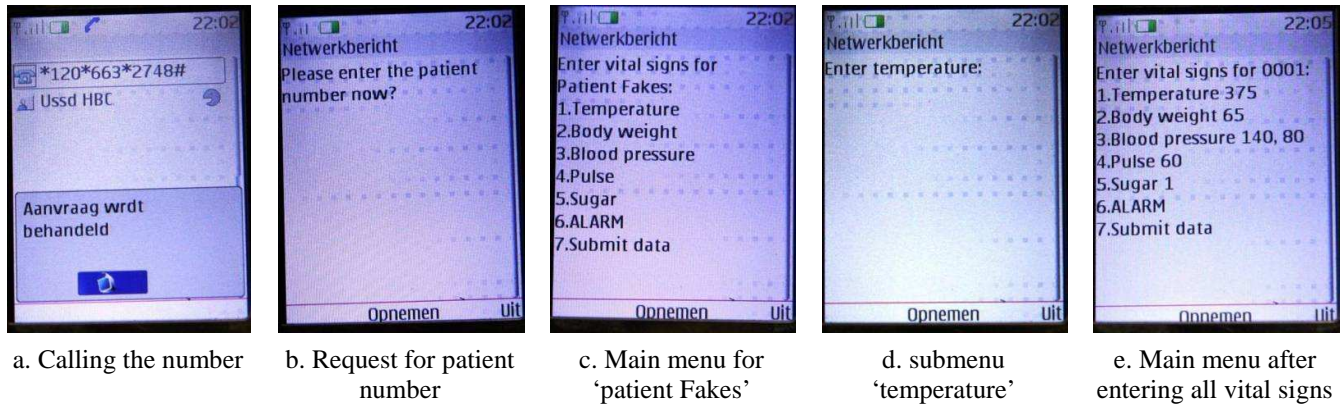 22:02
*120*663*2748#
Ussd HBC
Aanvraag wrdt
behandeld
a. Calling the number
22:02
Netwerkbericht
Please enter the patient
number now?
Opnemen Uit
b. Request for patient
number
22:02
Netwerkbericht
Enter vital signs for
Patient Fakes:
1.Temperature
2.Body weight
3.Blood pressure
4.Pulse
5.Sugar
6.ALARM
7.Submit data
Opnemen Uit
c. Main menu for
‘patient Fakes’
22:02
Netwerkbericht
Enter temperature:
Opnemen Uit
d. submenu
‘temperature’
22:05
Netwerkbericht
Enter vital signs for 0001:
1.Temperature 375
2.Body weight 65
3.Blood pressure 140, 80
4.Pulse 60
5.Sugar 1
6.ALARM
7.Submit data
Opnemen Uit
e. Main menu after
entering all vital signs